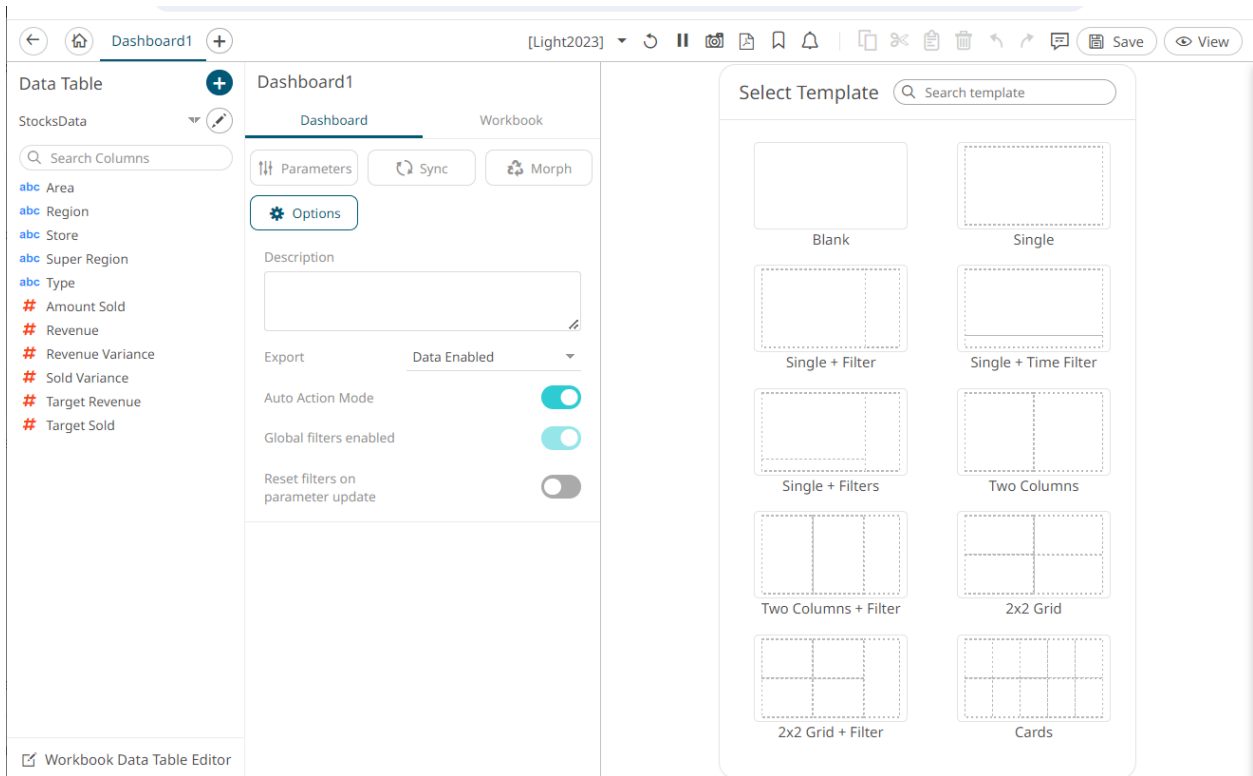 Dashboard1
[Light2023]
Save
View
Data Table
StocksData
Search Columns
abc Area
abc Region
abc Store
abc Super Region
abc Type
# Amount Sold
# Revenue
# Revenue Variance
# Sold Variance
# Target Revenue
# Target Sold
Workbook Data Table Editor
Dashboard1
Dashboard
Workbook
Parameters
Sync
Morph
Options
Description
Export
Data Enabled
Auto Action Mode
Global filters enabled
Reset filters on
parameter update
Select Template
Search template
Blank
Single
Single + Filter
Single + Time Filter
Single + Filters
Two Columns
Two Columns + Filter
2x2 Grid
2x2 Grid + Filter
Cards